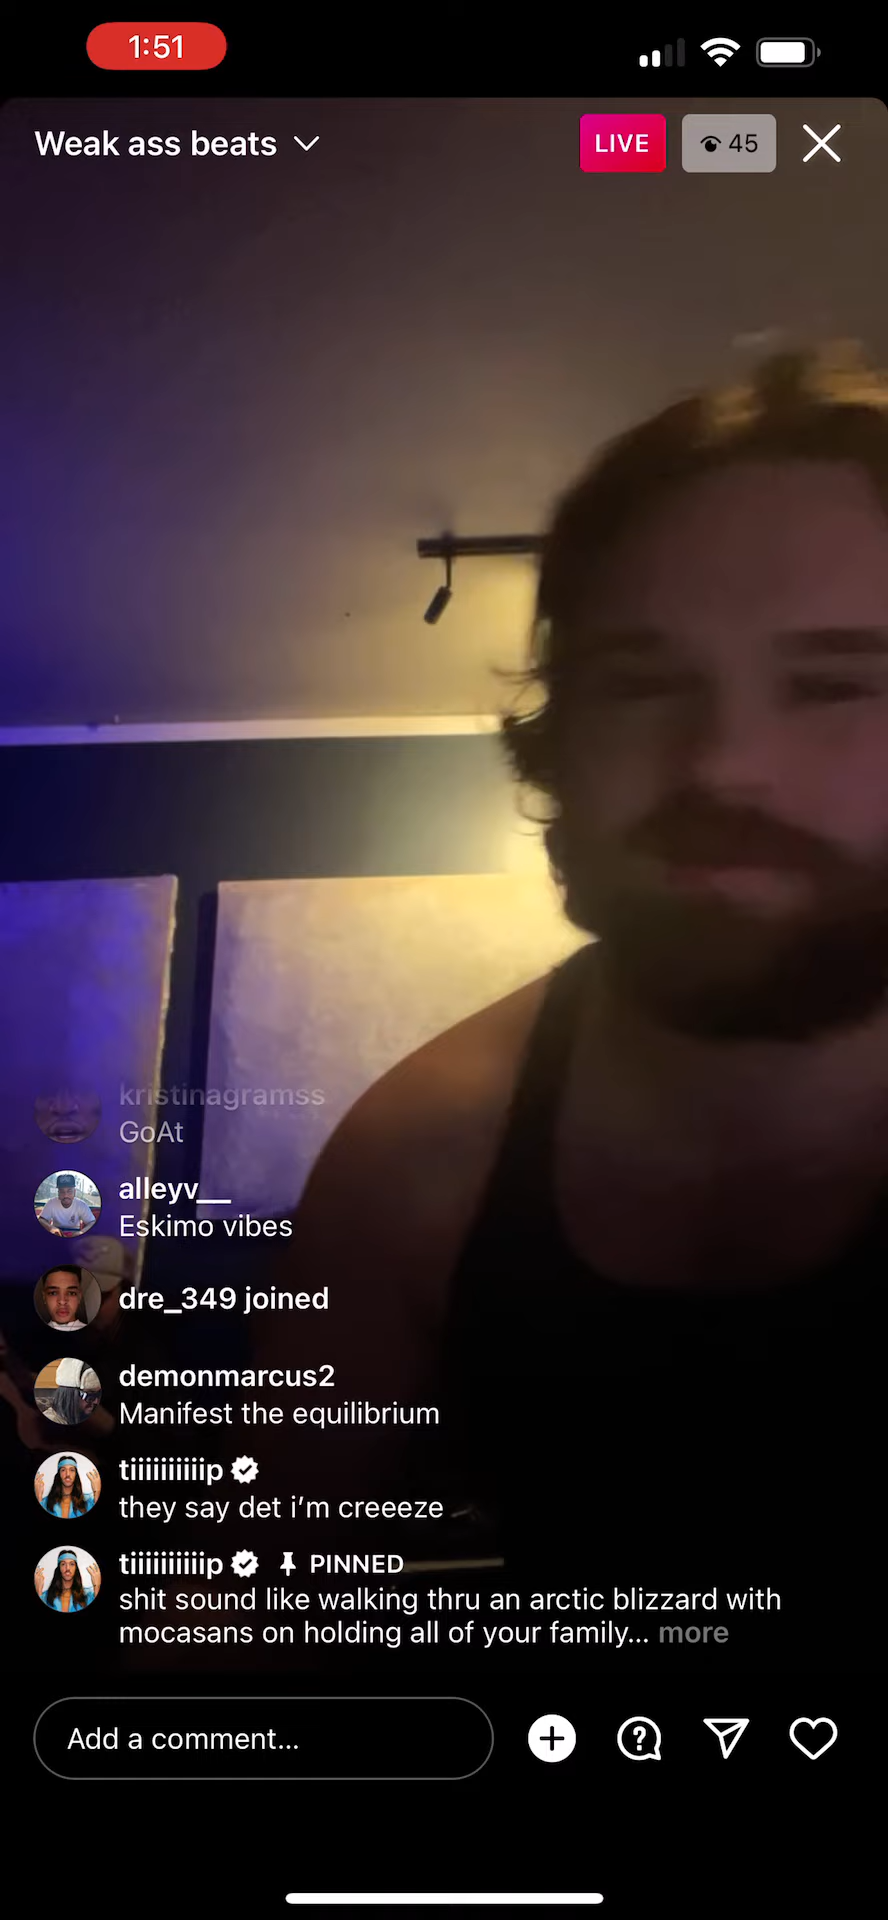 1:51
Weak ass beats
LIVE
45
kristinagramss
GoAt
alleyv__
Eskimo vibes
dre_349 joined
demonmarcus2
Manifest the equilibrium
tiiiiiiiiiip
they say det i’m creeeze
tiiiiiiiiiip PINNED
shit sound like walking thru an arctic blizzard with
mocasans on holding all of your family... more
Add a comment...